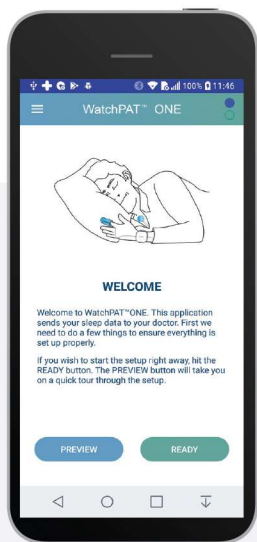 100% 11:46
WatchPAT™ ONE
WELCOME
Welcome to WatchPAT™ONE. This application
sends your sleep data to your doctor. First we
need to do a few things to ensure everything is
set up properly.
If you wish to start the setup right away, hit the
READY button. The PREVIEW button will take you
on a quick tour through the setup.
PREVIEW READY